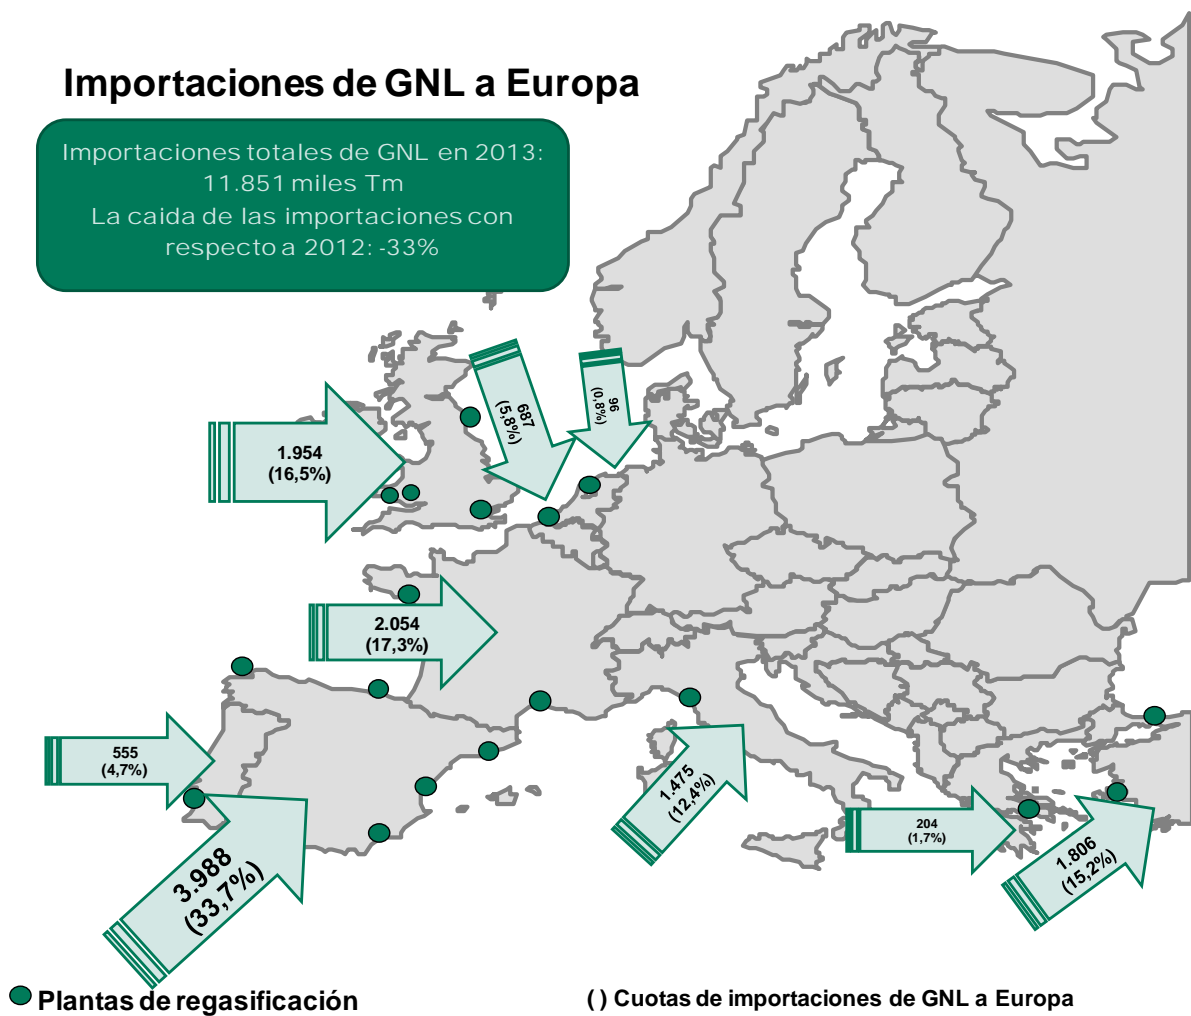 Importaciones de GNL a Europa
Importaciones totales de GNL en 2013:
11.851 miles Tm
La caida de las importaciones con
respecto a 2012: -33%
687
(5,8%)
96
(0,8%)
1.954
(16,5%)
2.054
(17,3%)
555
(4,7%)
3.988
(33,7%)
1.475
(12,4%)
204
(1,7%)
1.806
(15,2%)
Plantas de regasificación
( ) Cuotas de importaciones de GNL a Europa